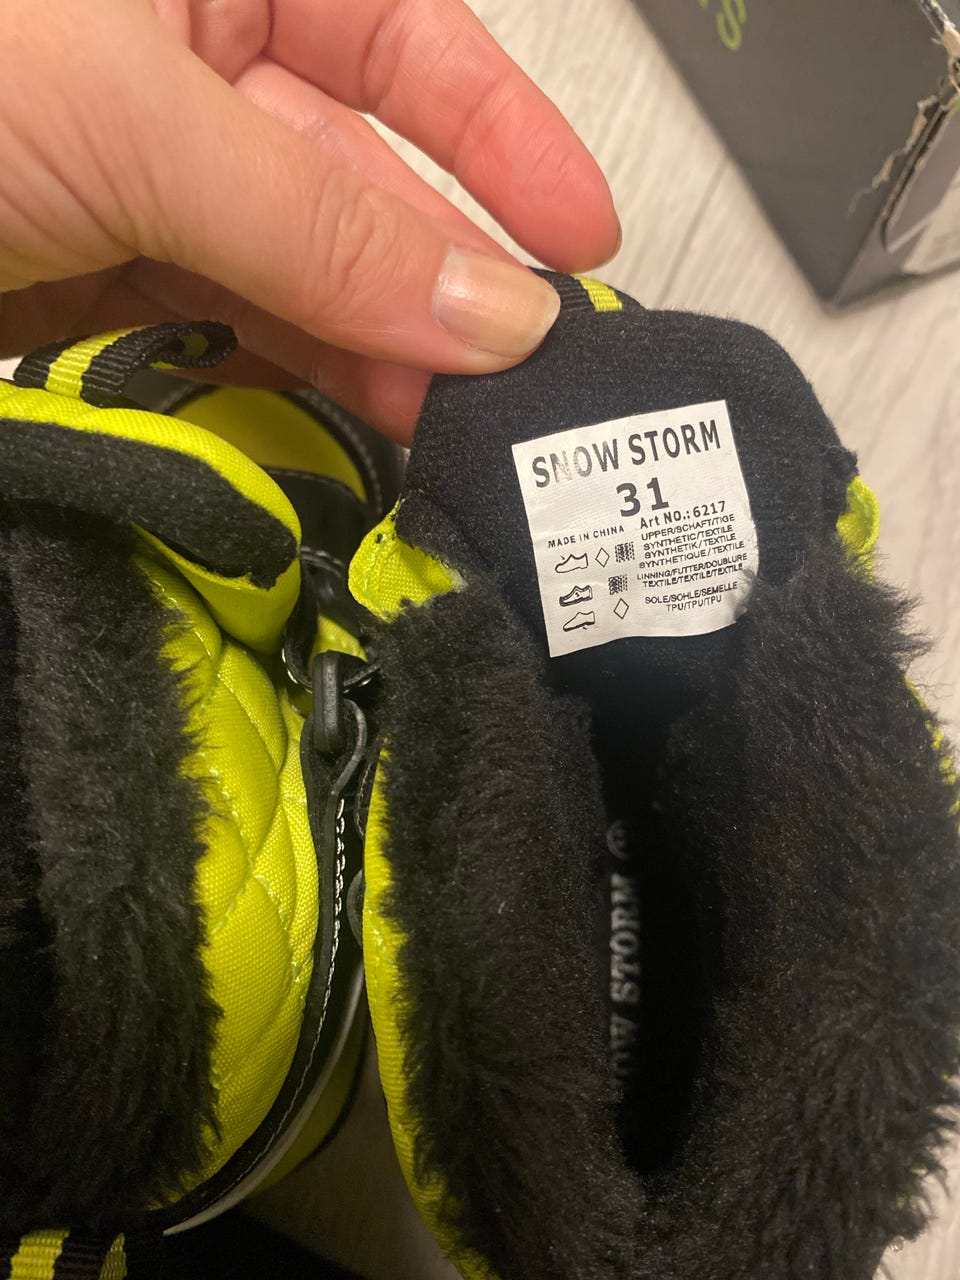 SNOW STORM
31
Art No.: 6217
MADE IN CHINA
UPPER/SCHAFT/TIGE
SYNTHETIC/TEXTILE
SYNTHETIK/TEXTILE
SYNTHETIQUE/TEXTILE
LINNING/FUTTER/DOUBLURE
TEXTILE/TEXTILE/TEXTILE
SOLE/SOHLE/SEMELLE
TPU/TPU/TPU
STORM ®